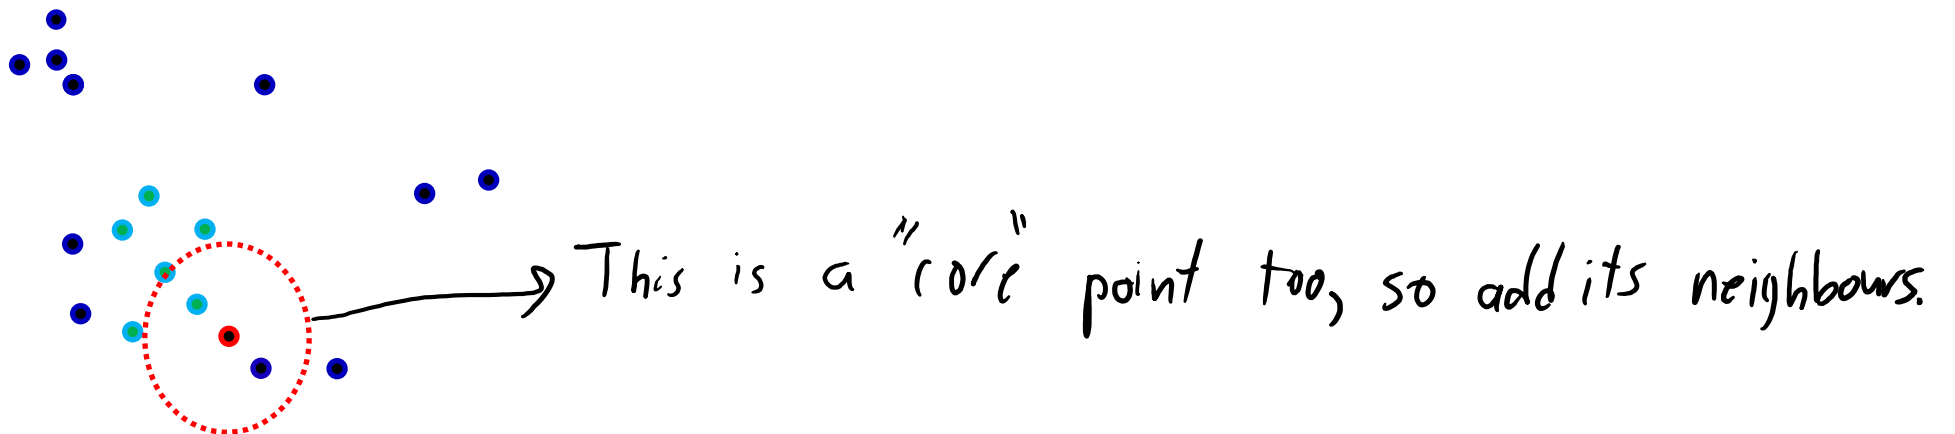 This is a "core" point too, so add its neighbours.